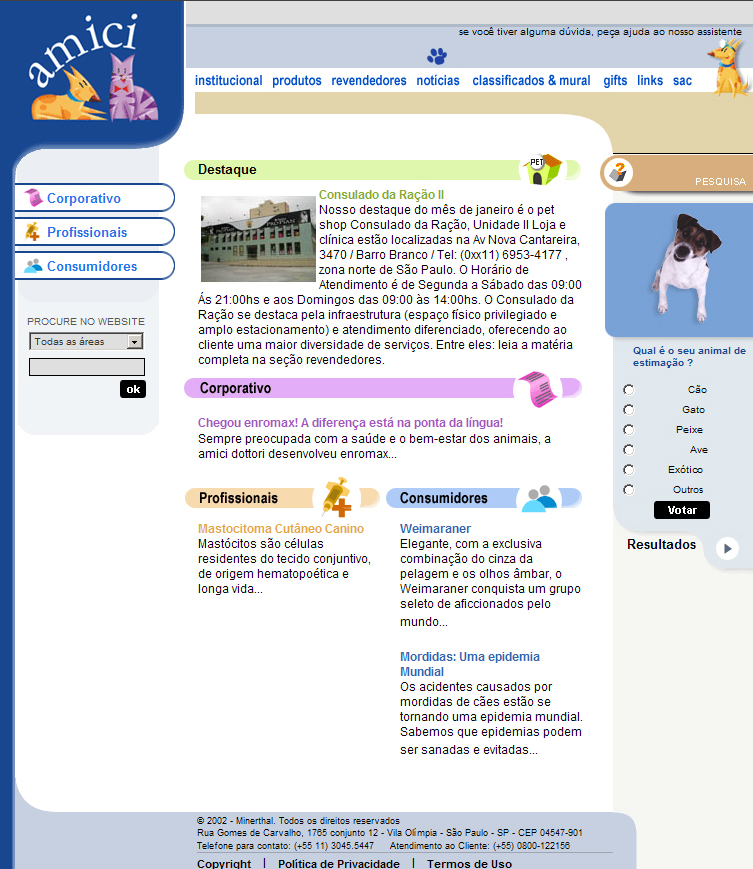 amici
se você tiver alguma dúvida, peça ajuda ao nosso assistente
institucional produtos revendedores notícias classificados & mural gifts links sac
Corporativo
Profissionais
Consumidores
PROCURE NO WEBSITE
Todas as áreas
ok
Destaque
PET
Consulado da Ração II
Nosso destaque do mês de janeiro é o pet
shop Consulado da Ração, Unidade II Loja e
clínica estão localizadas na Av Nova Cantareira,
3470 / Barro Branco / Tel: (0xx11) 6953-4177 ,
zona norte de São Paulo. O Horário de
Atendimento é de Segunda a Sábado das 09:00
Ás 21:00hs e aos Domingos das 09:00 às 14:00hs. O Consulado da
Ração se destaca pela infraestrutura (espaço físico privilegiado e
amplo estacionamento) e atendimento diferenciado, oferecendo ao
cliente uma maior diversidade de serviços. Entre eles: leia a matéria
completa na seção revendedores.
Corporativo
Chegou enromax! A diferença está na ponta da língua!
Sempre preocupada com a saúde e o bem-estar dos animais, a
amici dottori desenvolveu enromax...
Profissionais
Mastocitoma Cutâneo Canino
Mastócitos são células
residentes do tecido conjuntivo,
de origem hematopoética e
longa vida...
Consumidores
Weimaraner
Elegante, com a exclusiva
combinação do cinza da
pelagem e os olhos âmbar, o
Weimaraner conquista um grupo
seleto de aficcionados pelo
mundo...
Mordidas: Uma epidemia
Mundial
Os acidentes causados por
mordidas de cães estão se
tornando uma epidemia mundial.
Sabemos que epidemias podem
ser sanadas e evitadas...
PESQUISA
Qual é o seu animal de
estimação ?
Cão
Gato
Peixe
Ave
Exótico
Outros
Votar
Resultados
© 2002 - Minerthal. Todos os direitos reservados
Rua Gomes de Carvalho, 1765 conjunto 12 - Vila Olímpia - São Paulo - SP - CEP 04547-901
Telefone para contato: (+55 11) 3045.5447 Atendimento ao Cliente: (+55) 0800-122156
Copyright | Política de Privacidade | Termos de Uso